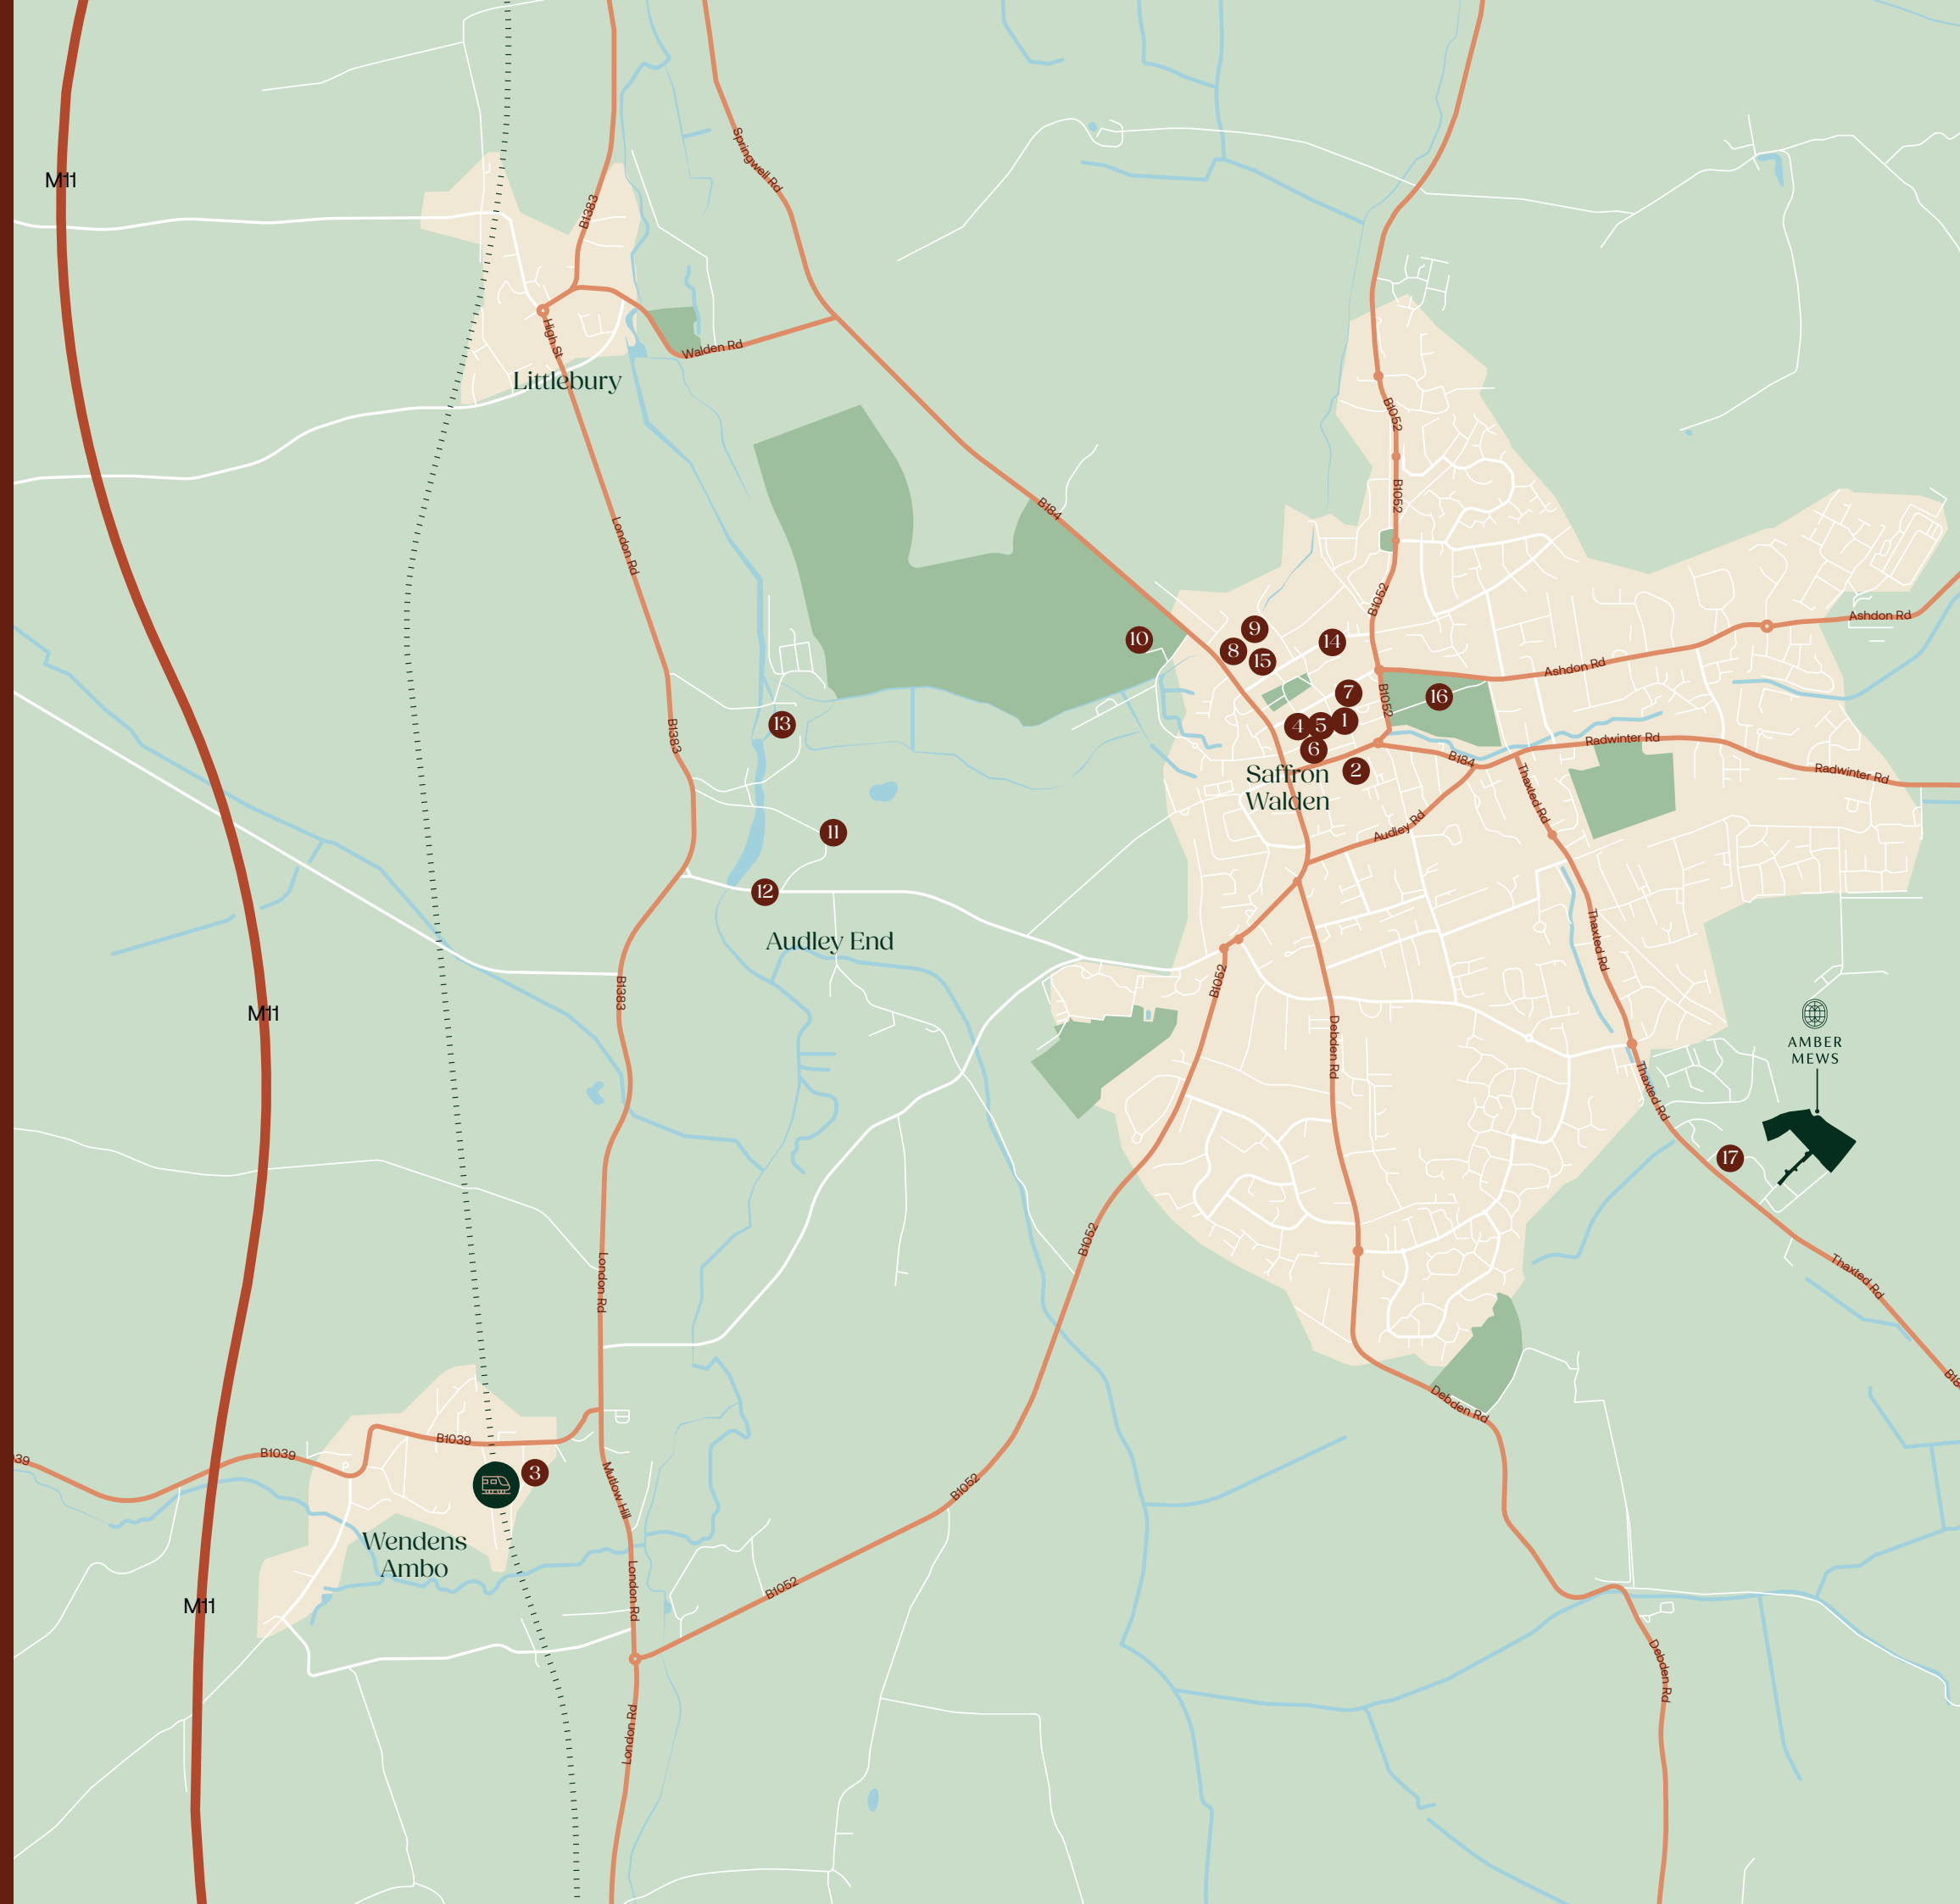 M11
B1383
Springwell Rd
High St
Walden Rd
Littlebury
B1052
B184
B1052
London Rd
B1052
Ashdon Rd
Ashdon Rd
10
9
8
15
14
7
16
B1052
13
B1383
4
5
1
6
2
Saffron
Walden
B184
Radwinter Rd
Radwinter Rd
Thaxted Rd
Audley Rd
11
12
Audley End
Thaxted Rd
B1052
B1383
M11
Debden Rd
AMBER
MEWS
Thaxted Rd
17
B1052
London Rd
Thaxted Rd
Debden Rd
B1039
B1039
39
3
Mutlow Hill
B1052
Wendens
Ambo
London Rd
B1052
M11
Debden Rd
London Rd